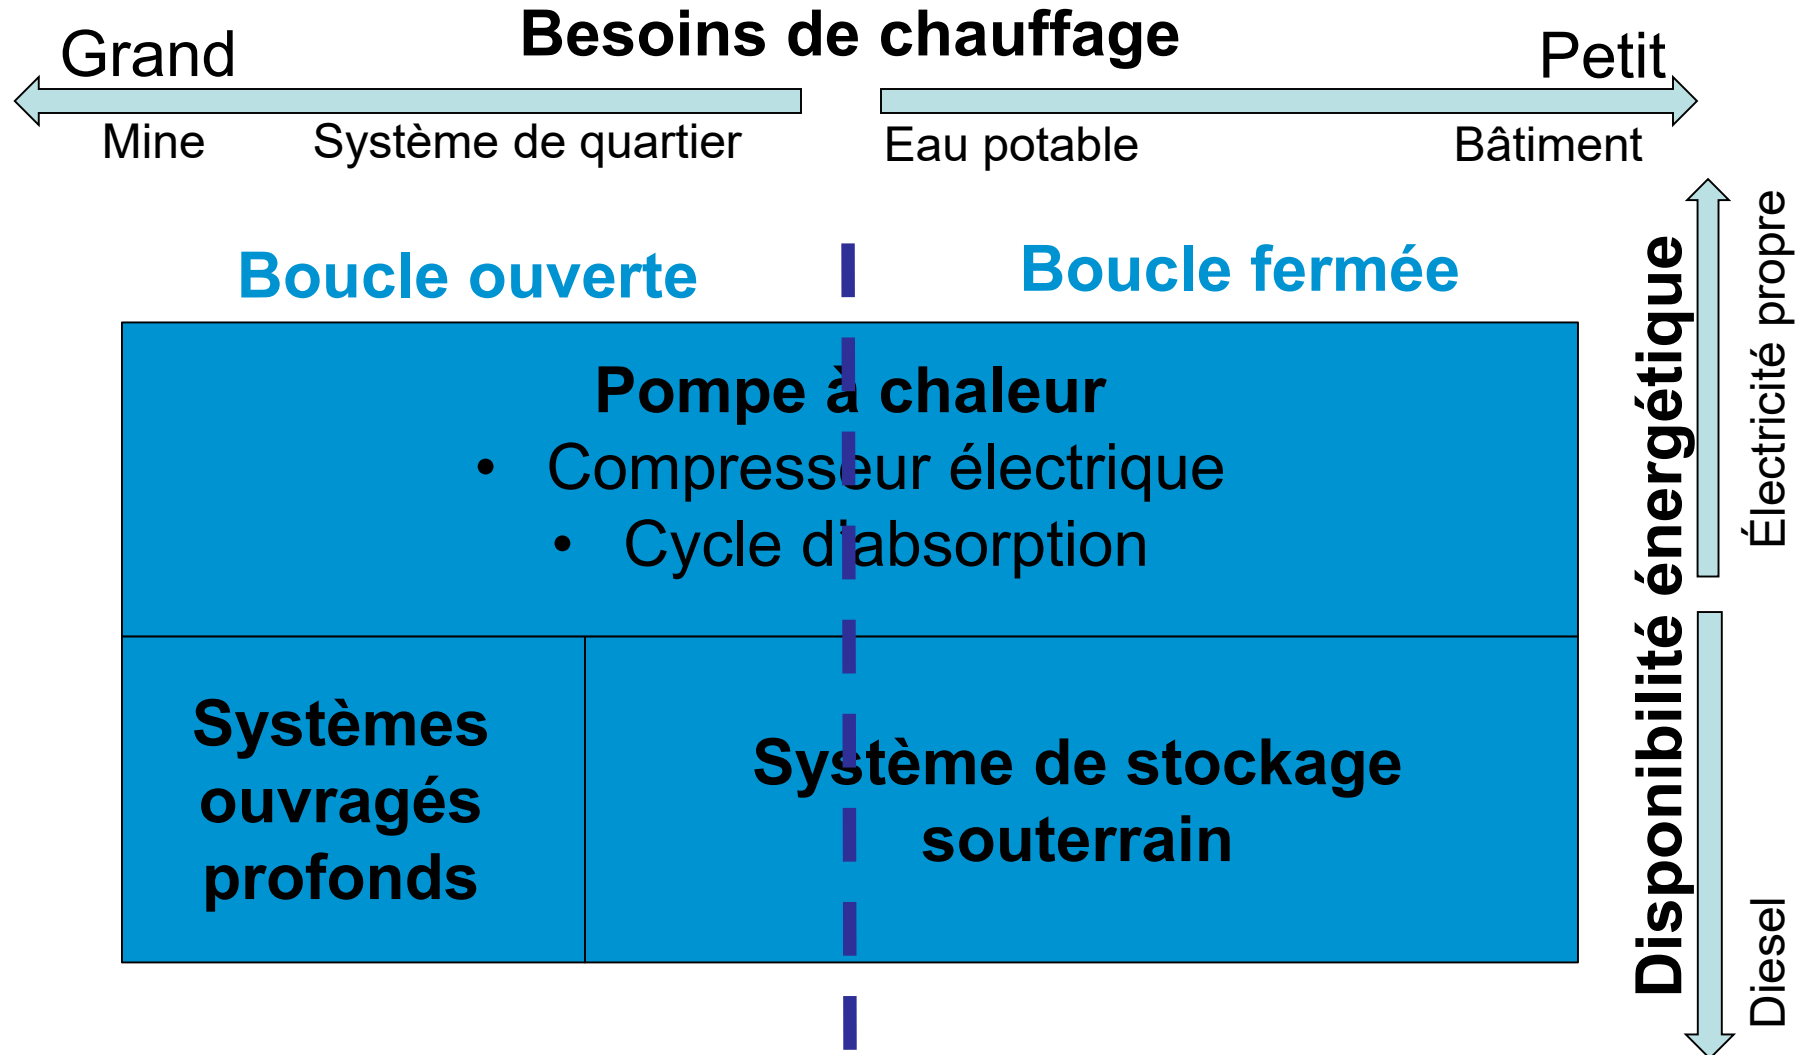 Besoins de chauffage
Grand
Petit
Mine
Système de quartier
Eau potable
Bâtiment
Boucle ouverte
Boucle fermée
Pompe à chaleur
• Compresseur électrique
• Cycle d'absorption
Systèmes
ouvragés
profonds
Système de stockage
souterrain
Disponibilité énergétique
Électricité propre
Diesel